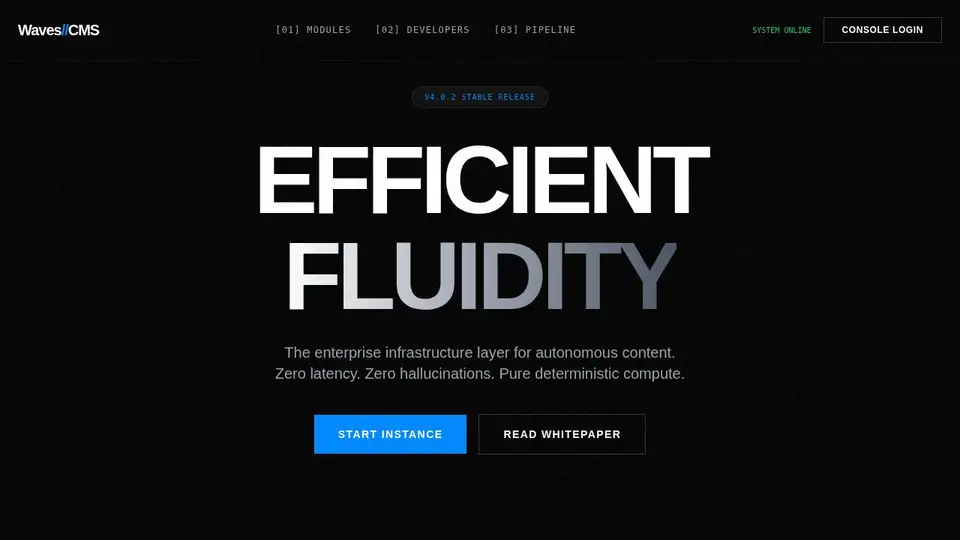 Waves//CMS
[01] MODULES
[02] DEVELOPERS
[03] PIPELINE
SYSTEM ONLINE
CONSOLE LOGIN
V4.0.2 STABLE RELEASE
EFFICIENT
FLUIDITY
The enterprise infrastructure layer for autonomous content.
Zero latency. Zero hallucinations. Pure deterministic compute.
START INSTANCE
READ WHITEPAPER